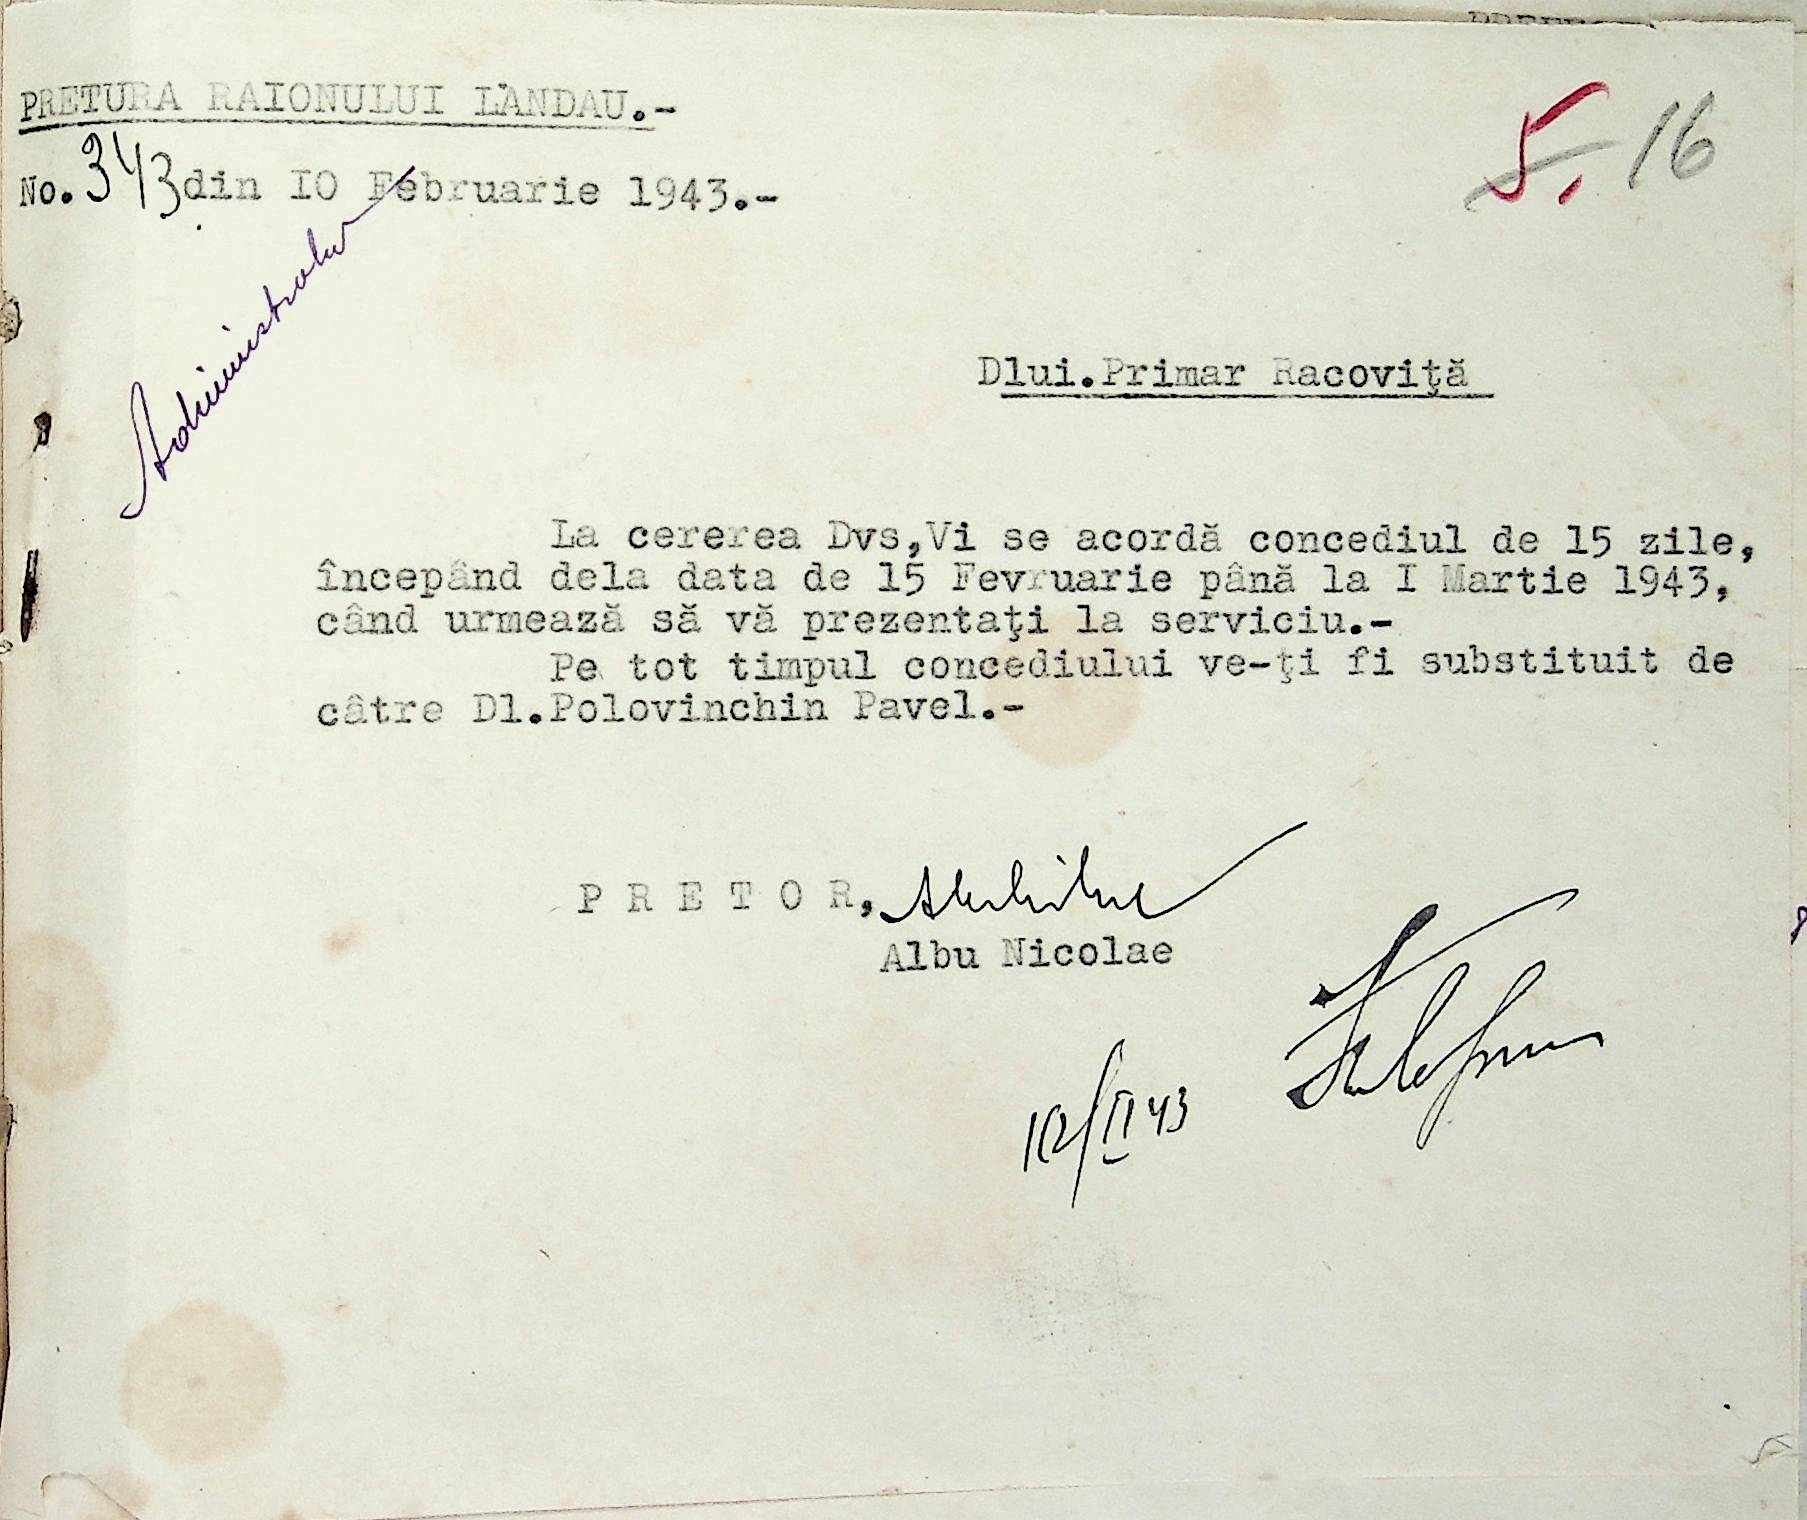 PRETURA RAIONULUI LANDAU.-
No. 343 din IO Februarie 1943.-
5. 16
Administrativ
Dlui.Primar Racoviţă
La cererea Dvs,Vi se acordă concediul de 15 zile,
începând dela data de 15 Fevruarie până la I Martie 1943,
când urmează să vă prezentaţi la serviciu.-
Pe tot timpul concediului ve-ţi fi substituit de
câtre Dl.Polovinchin Pavel.-
P R E T O R,
Albu Nicolae
10/II 43